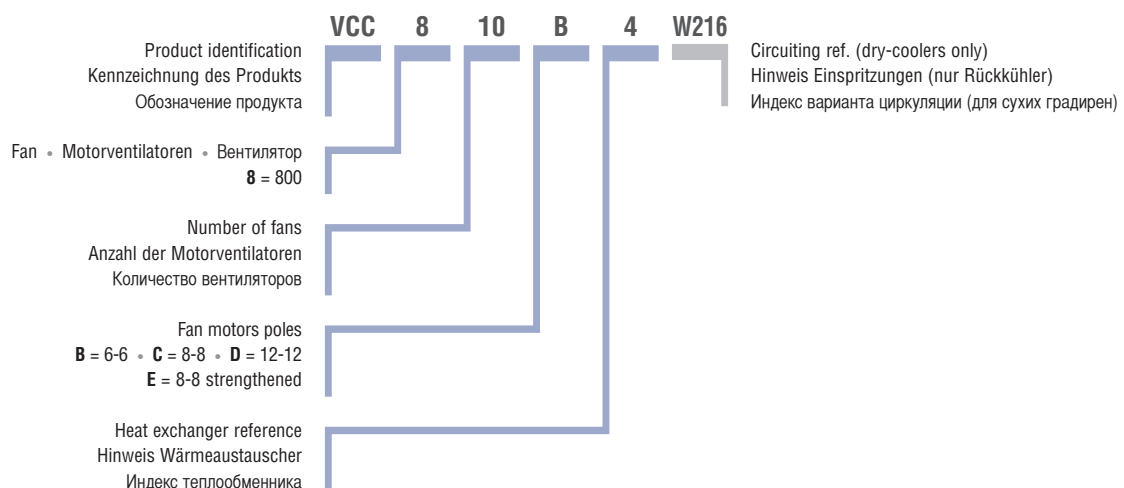 VCC 8 10 B 4 W216
Product identification
Kennzeichnung des Produkts
Обозначение продукта
Circuiting ref. (dry-coolers only)
Hinweis Einspritzungen (nur Rückkühler)
Индекс варианта циркуляции (для сухих градирен)
Fan • Motorventilatoren • Вентилятор
8 = 800
Number of fans
Anzahl der Motorventilatoren
Количество вентиляторов
Fan motors poles
B = 6-6 • C = 8-8 • D = 12-12
E = 8-8 strengthened
Heat exchanger reference
Hinweis Wärmeaustauscher
Индекс теплообменника